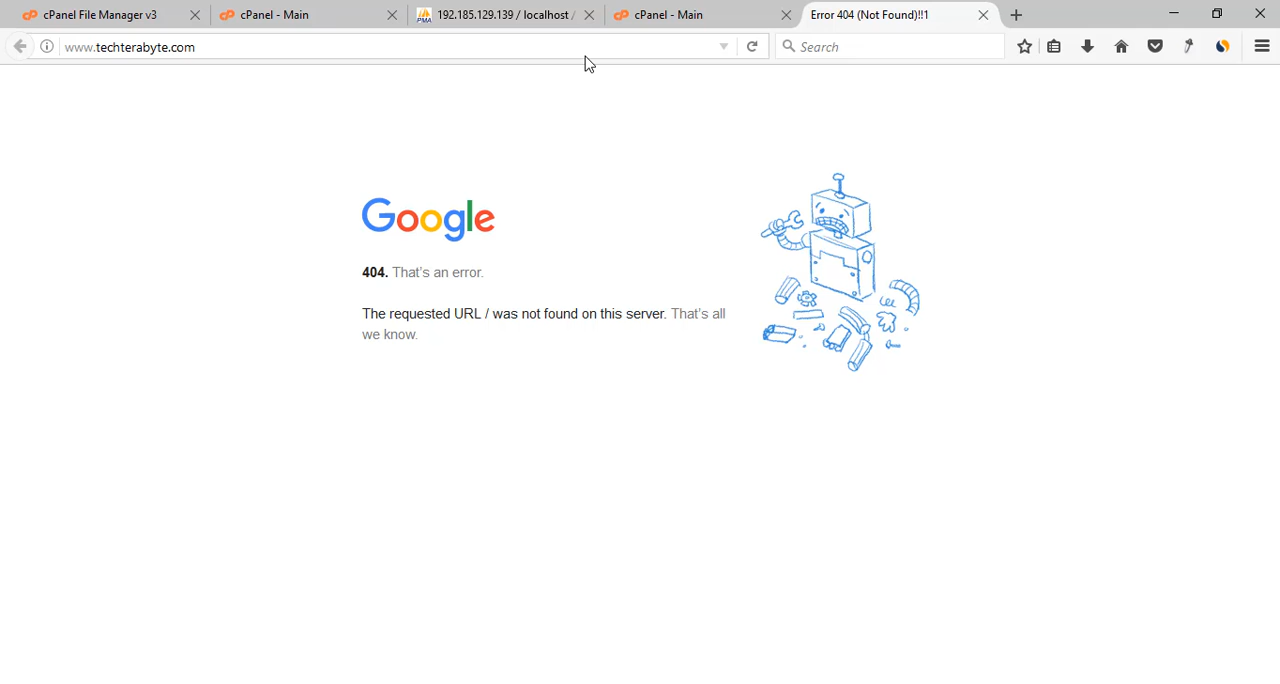 cPanel File Manager v3
cPanel - Main
PMA
192.185.129.139 / localhost /
cPanel - Main
Error 404 (Not Found)!!1
www.techterabyte.com
Search
Google
404. That's an error.
The requested URL / was not found on this server. That's all
we know.